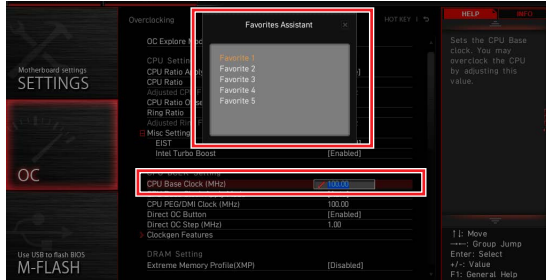 Overclocking
HOT KEY
HELP
INFO
Favorites Assistant
Favorite 1
Favorite 2
Favorite 3
Favorite 4
Favorite 5
OC Explore
CPU Ratio
CPU Ratio
Ring Ratio
Misc Setting
EIST
Intel Turbo Boost [Enabled]
CPU Base Clock (MHz) 100.00
CPU PEG/DMI Clock (MHz) 100.00
Direct OC Button [Enabled]
Direct OC Step (MHz) 1.00
Clockgen Features
DRAM Setting
Extreme Memory Profile(XMP) [Disabled]
Motherboard settings
SETTINGS
OC
Use USB to flash BIOS
M-FLASH
Sets the CPU Base
clock. You may
overclock the CPU
by adjusting this
value.
↑↓: Move
→←: Group Jump
Enter: Select
+/-: Value
F1: General Help